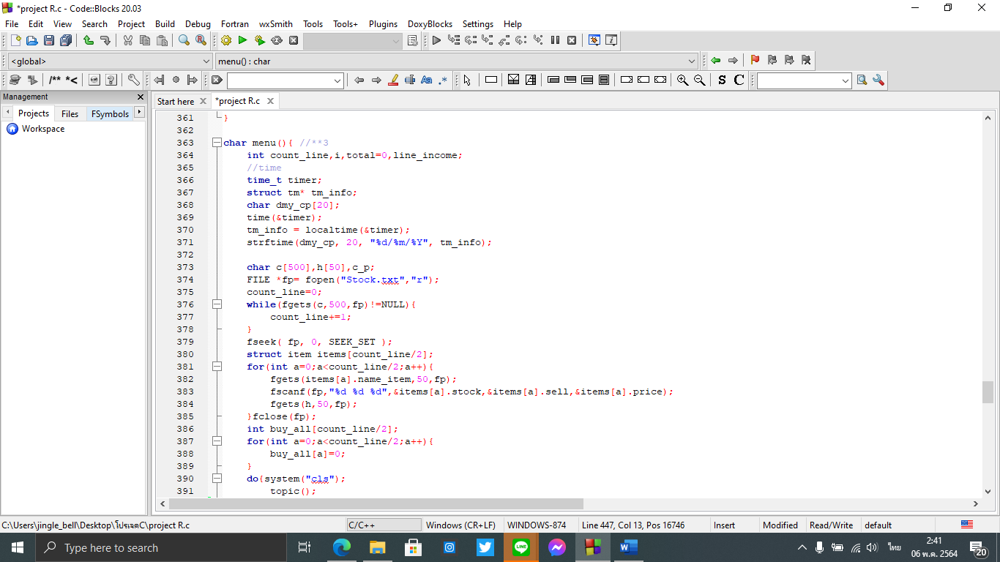 *project R.c - Code::Blocks 20.03
File Edit View Search Project Build Debug Fortran wxSmith Tools Tools+ Plugins DoxyBlocks Settings Help
<global> menu() : char
/** *< Aa .* S C
Management
Start here *project R.c
Projects Files FSymbols
Workspace
361 }
362
363 char menu(){ //**3
364     int count_line,i,total=0,line_income;
365     //time
366     time_t timer;
367     struct tm* tm_info;
368     char dmy_cp[20];
369     time(&timer);
370     tm_info = localtime(&timer);
371     strftime(dmy_cp, 20, "%d/%m/%Y", tm_info);
372
373     char c[500],h[50],c_p;
374     FILE *fp= fopen("Stock.txt","r");
375     count_line=0;
376     while(fgets(c,500,fp)!=NULL){
377         count_line+=1;
378     }
379     fseek( fp, 0, SEEK_SET );
380     struct item items[count_line/2];
381     for(int a=0;a<count_line/2;a++){
382         fgets(items[a].name_item,50,fp);
383         fscanf(fp,"%d %d %d",&items[a].stock,&items[a].sell,&items[a].price);
384         fgets(h,50,fp);
385     }fclose(fp);
386     int buy_all[count_line/2];
387     for(int a=0;a<count_line/2;a++){
388         buy_all[a]=0;
389     }
390     do{system("cls");
391         topic();
C:\Users\jingle_bell\Desktop\โปรเจคC\project R.c C/C++ Windows (CR+LF) WINDOWS-874 Line 447, Col 13, Pos 16746 Insert Modified Read/Write default
Type here to search
LINE
ไทย
2:41
06 พ.ค. 2564
20